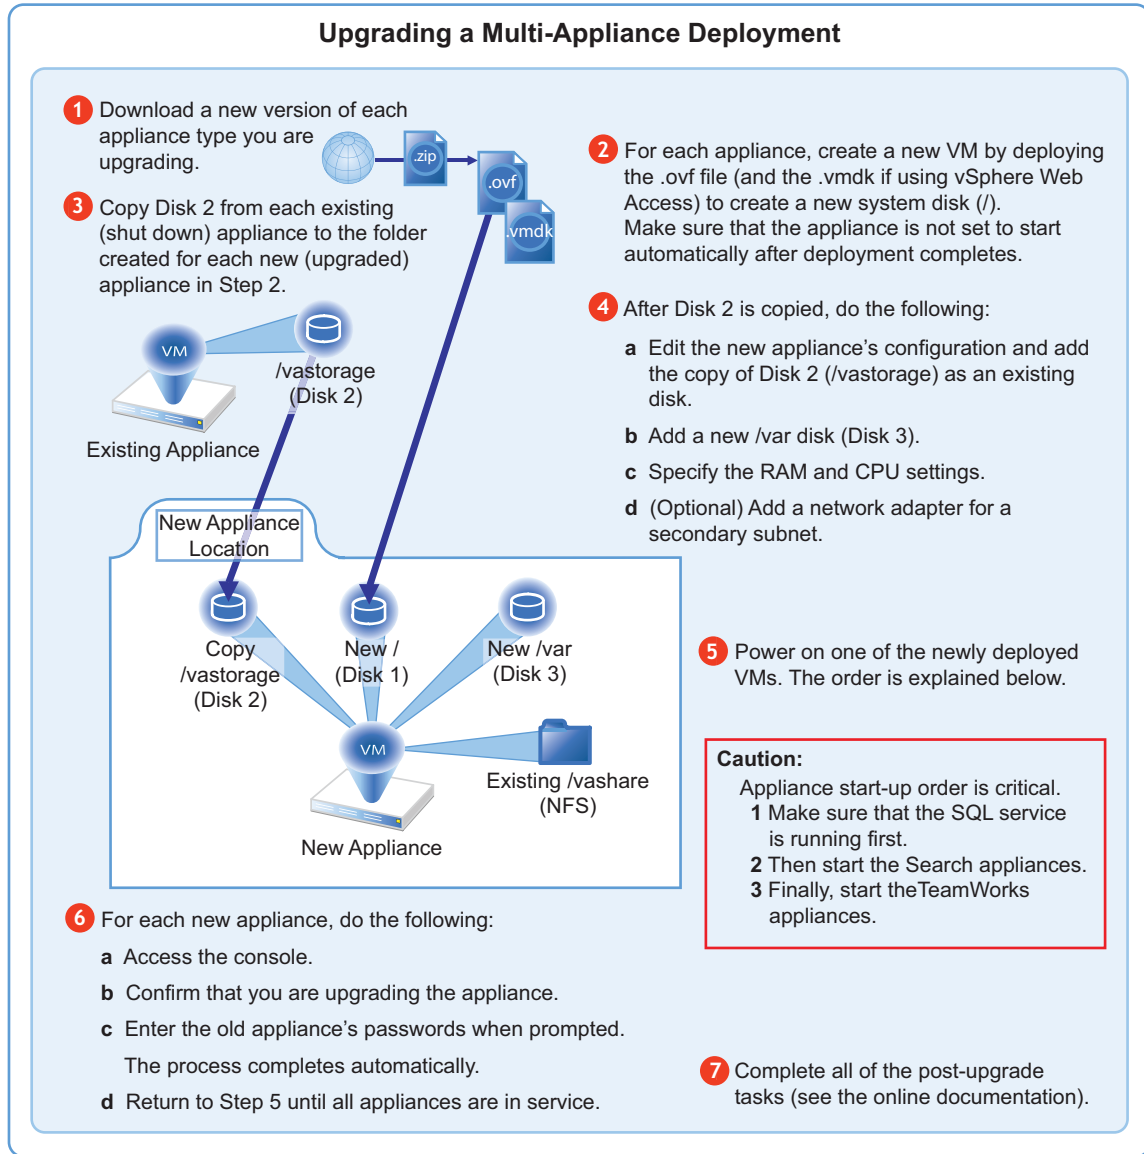 Upgrading a Multi-Appliance Deployment
1 Download a new version of each
appliance type you are
upgrading.
.zip
.ovf
.vmdk
2 For each appliance, create a new VM by deploying
the .ovf file (and the .vmdk if using vSphere Web
Access) to create a new system disk (/).
Make sure that the appliance is not set to start
automatically after deployment completes.
3 Copy Disk 2 from each existing
(shut down) appliance to the folder
created for each new (upgraded)
appliance in Step 2.
VM
/vastorage
(Disk 2)
Existing Appliance
4 After Disk 2 is copied, do the following:
a Edit the new appliance's configuration and add
the copy of Disk 2 (/vastorage) as an existing
disk.
b Add a new /var disk (Disk 3).
c Specify the RAM and CPU settings.
d (Optional) Add a network adapter for a
secondary subnet.
New Appliance
Location
Copy
/vastorage
(Disk 2)
New /
(Disk 1)
New /var
(Disk 3)
VM
Existing /vashare
(NFS)
New Appliance
5 Power on one of the newly deployed
VMs. The order is explained below.
Caution:
Appliance start-up order is critical.
1 Make sure that the SQL service
is running first.
2 Then start the Search appliances.
3 Finally, start theTeamWorks
appliances.
6 For each new appliance, do the following:
a Access the console.
b Confirm that you are upgrading the appliance.
c Enter the old appliance's passwords when prompted.
The process completes automatically.
d Return to Step 5 until all appliances are in service.
7 Complete all of the post-upgrade
tasks (see the online documentation).